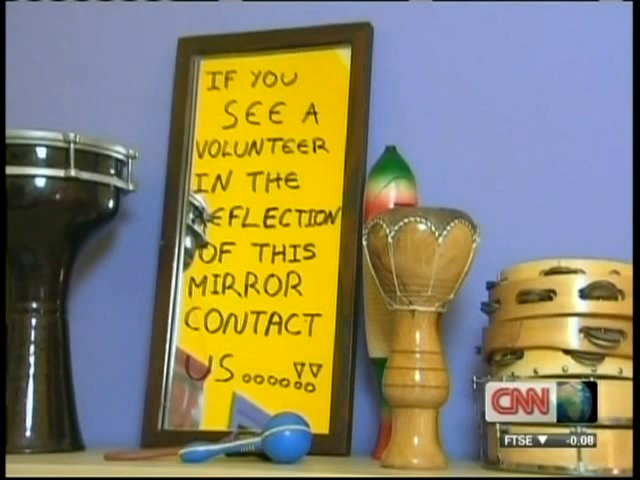 IF YOU
SEE A
VOLUNTEER
IN THE
REFLECTION
OF THIS
MIRROR
CONTACT
US.....!!
CNN
FTSE ▼ -0.08